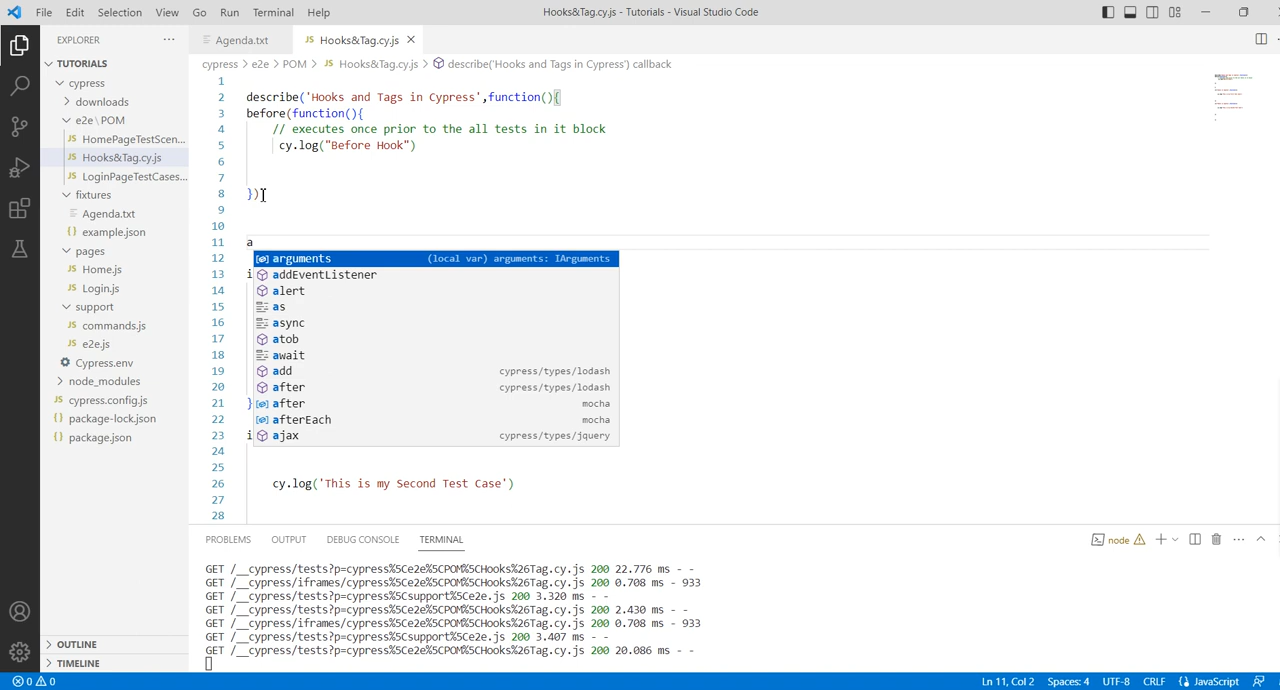 File Edit Selection View Go Run Terminal Help
Hooks&Tag.cy.js - Tutorials - Visual Studio Code
EXPLORER ···
TUTORIALS
cypress
downloads
e2e\POM
JS HomePageTestScen...
JS Hooks&Tag.cy.js
JS LoginPageTestCases...
fixtures
Agenda.txt
{} example.json
pages
JS Home.js
JS Login.js
support
JS commands.js
JS e2e.js
Cypress.env
node_modules
JS cypress.config.js
{} package-lock.json
{} package.json
OUTLINE
TIMELINE
Agenda.txt
JS Hooks&Tag.cy.js
cypress > e2e > POM > JS Hooks&Tag.cy.js > describe('Hooks and Tags in Cypress') callback
1
2 describe('Hooks and Tags in Cypress',function(){
3 before(function(){
4 // executes once prior to the all tests in it block
5 cy.log("Before Hook")
6
7
8 })
9
10
11 a
12
13 i
14
15
16
17
18
19
20
21 }
22
23 i
24
25
26 cy.log('This is my Second Test Case')
27
28
arguments (local var) arguments: IArguments
addEventListener
alert
as
async
atob
await
add cypress/types/lodash
after cypress/types/lodash
after mocha
afterEach mocha
ajax cypress/types/jquery
PROBLEMS OUTPUT DEBUG CONSOLE TERMINAL
node
GET /__cypress/tests?p=cypress%5Ce2e%5CPOM%5CHooks%26Tag.cy.js 200 22.776 ms - -
GET /__cypress/iframes/cypress%5Ce2e%5CPOM%5CHooks%26Tag.cy.js 200 0.708 ms - 933
GET /__cypress/tests?p=cypress%5Csupport%5Ce2e.js 200 3.320 ms - -
GET /__cypress/tests?p=cypress%5Ce2e%5CPOM%5CHooks%26Tag.cy.js 200 2.430 ms - -
GET /__cypress/iframes/cypress%5Ce2e%5CPOM%5CHooks%26Tag.cy.js 200 0.708 ms - 933
GET /__cypress/tests?p=cypress%5Csupport%5Ce2e.js 200 3.407 ms - -
GET /__cypress/tests?p=cypress%5Ce2e%5CPOM%5CHooks%26Tag.cy.js 200 20.086 ms - -
0 0
Ln 11, Col 2 Spaces: 4 UTF-8 CRLF {} JavaScript